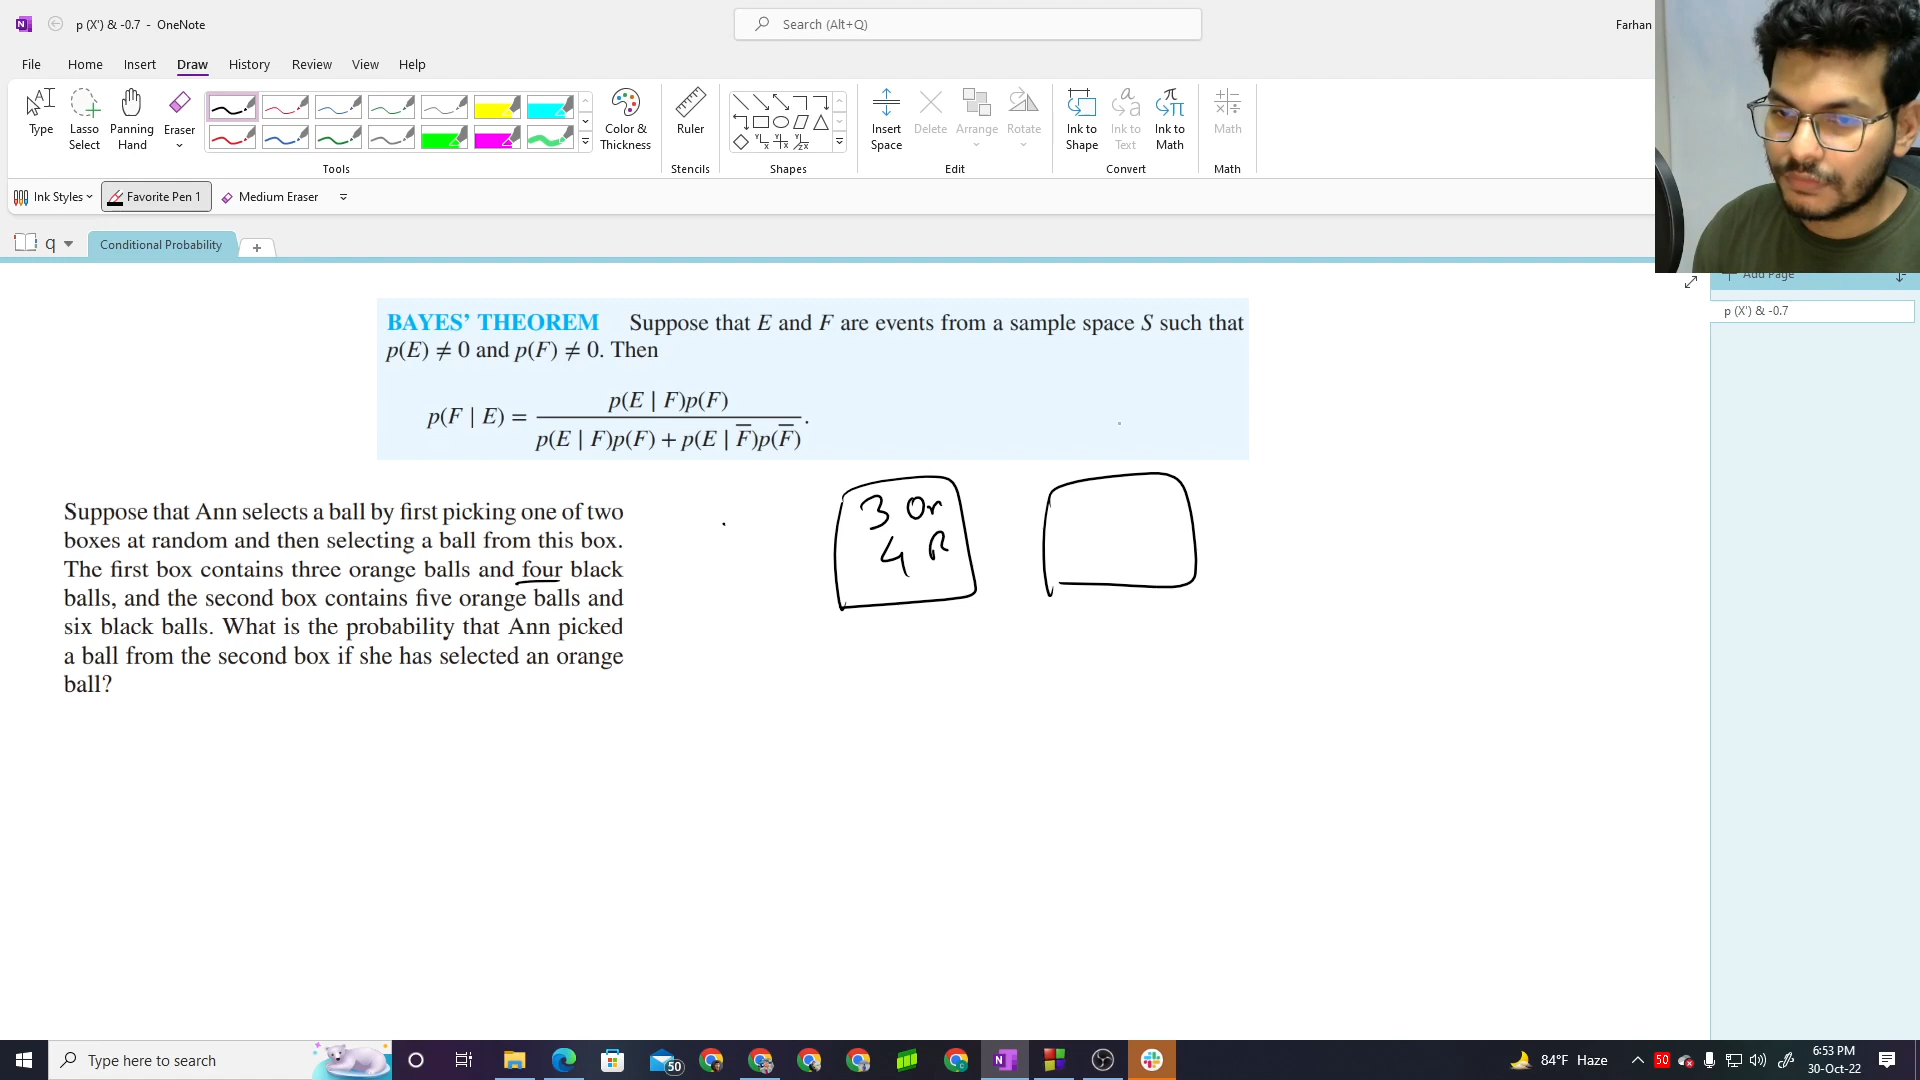 p (X') & -0.7 - OneNote
Search (Alt+Q)
Farhan
File Home Insert Draw History Review View Help
Type
Lasso Select
Panning Hand
Eraser
Color & Thickness
Ruler
Insert Space
Delete
Arrange
Rotate
Ink to Shape
Ink to Text
Ink to Math
Math
Tools
Stencils
Shapes
Edit
Convert
Math
Ink Styles
Favorite Pen 1
Medium Eraser
q
Conditional Probability
Add Page
p (X') & -0.7
BAYES' THEOREM Suppose that E and F are events from a sample space S such that
p(E) ≠ 0 and p(F) ≠ 0. Then
p(F | E) = p(E | F)p(F) / p(E | F)p(F) + p(E | F̅)p(F̅).
Suppose that Ann selects a ball by first picking one of two
boxes at random and then selecting a ball from this box.
The first box contains three orange balls and four black
balls, and the second box contains five orange balls and
six black balls. What is the probability that Ann picked
a ball from the second box if she has selected an orange
ball?
3 Or
4
Type here to search
50
84°F Haze
50
6:53 PM
30-Oct-22